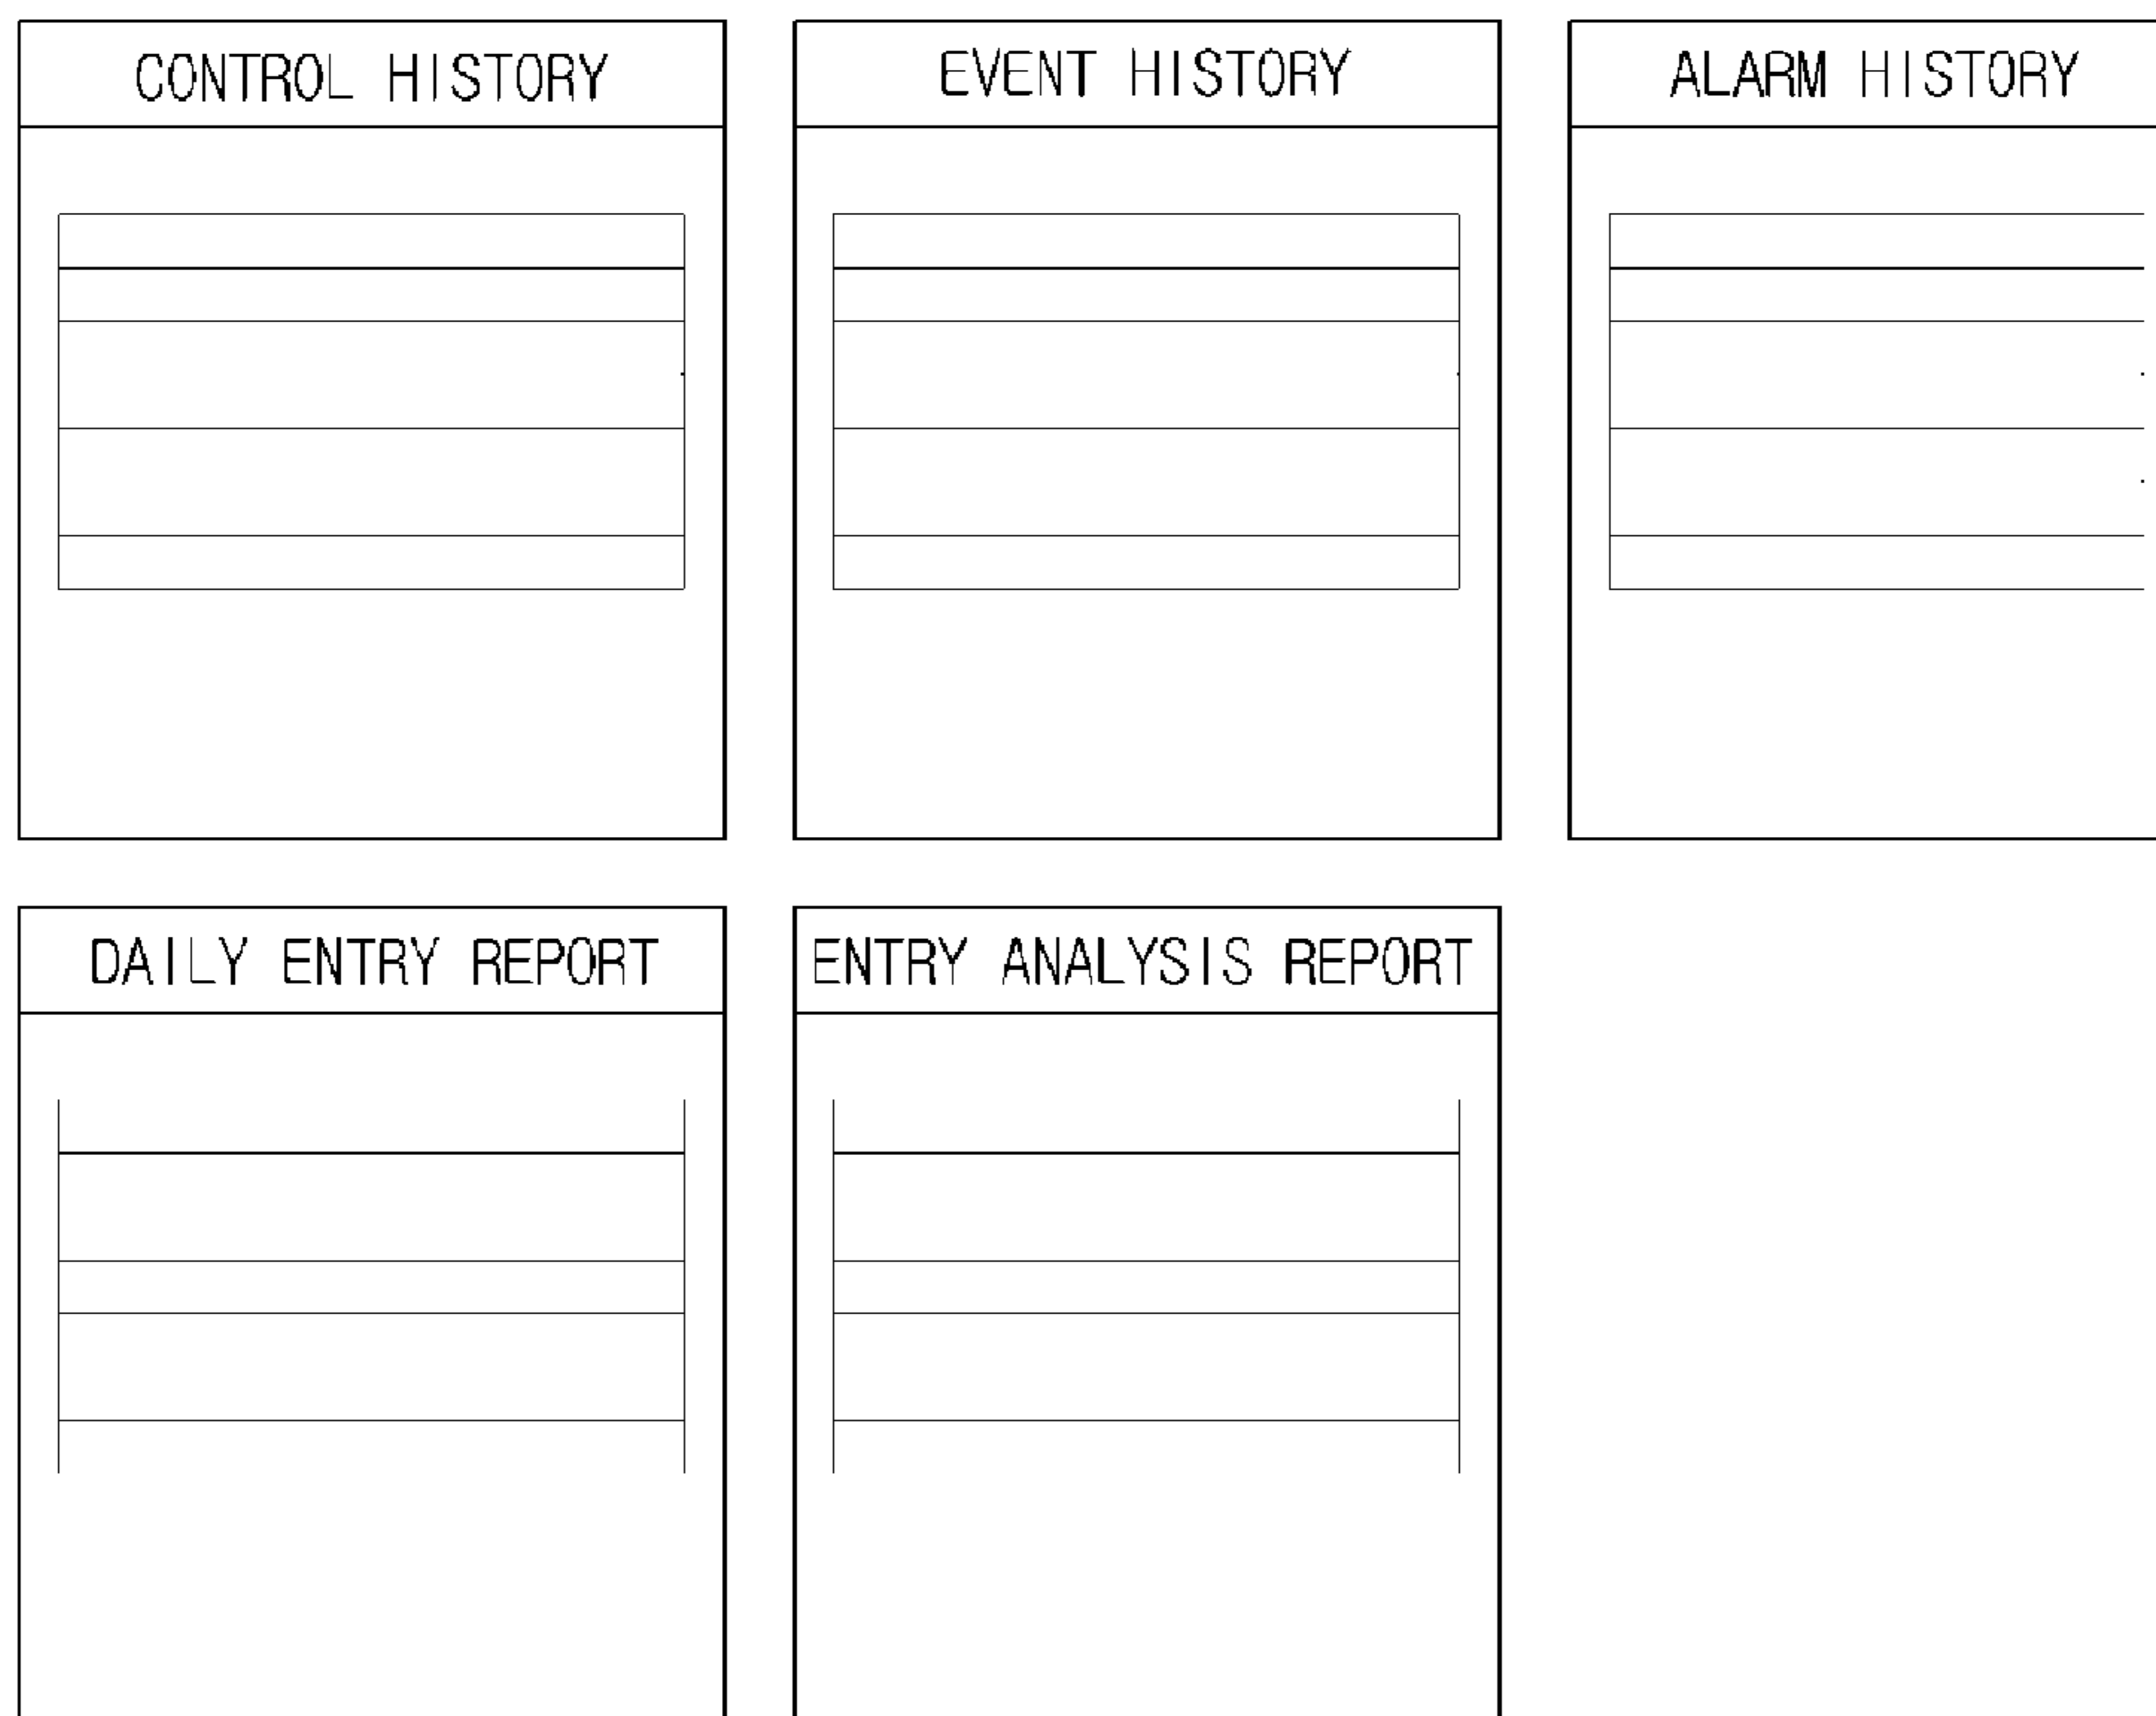 CONTROL HISTORY
EVENT HISTORY
ALARM HISTORY
DAILY ENTRY REPORT
ENTRY ANALYSIS REPORT